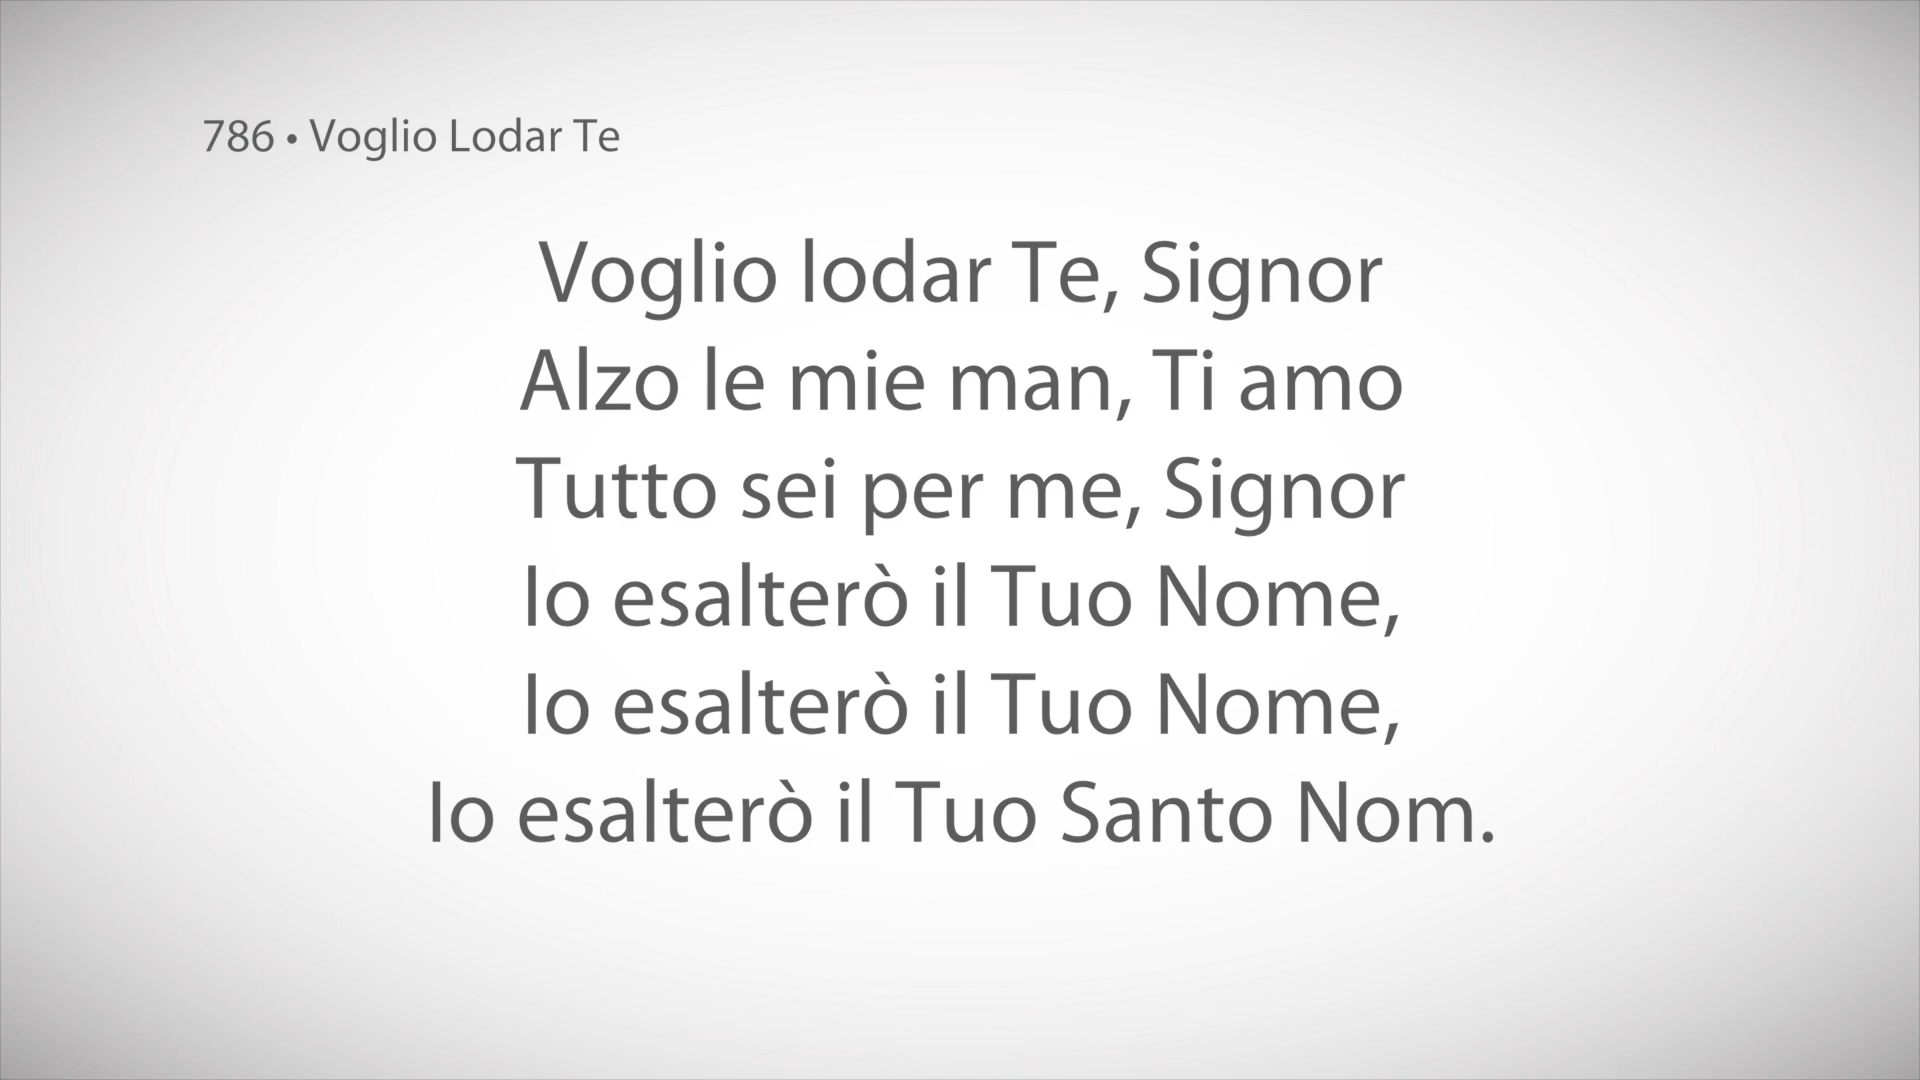 786 • Voglio Lodar Te
Voglio lodar Te, Signor
Alzo le mie man, Ti amo
Tutto sei per me, Signor
Io esalterò il Tuo Nome,
Io esalterò il Tuo Nome,
Io esalterò il Tuo Santo Nom.